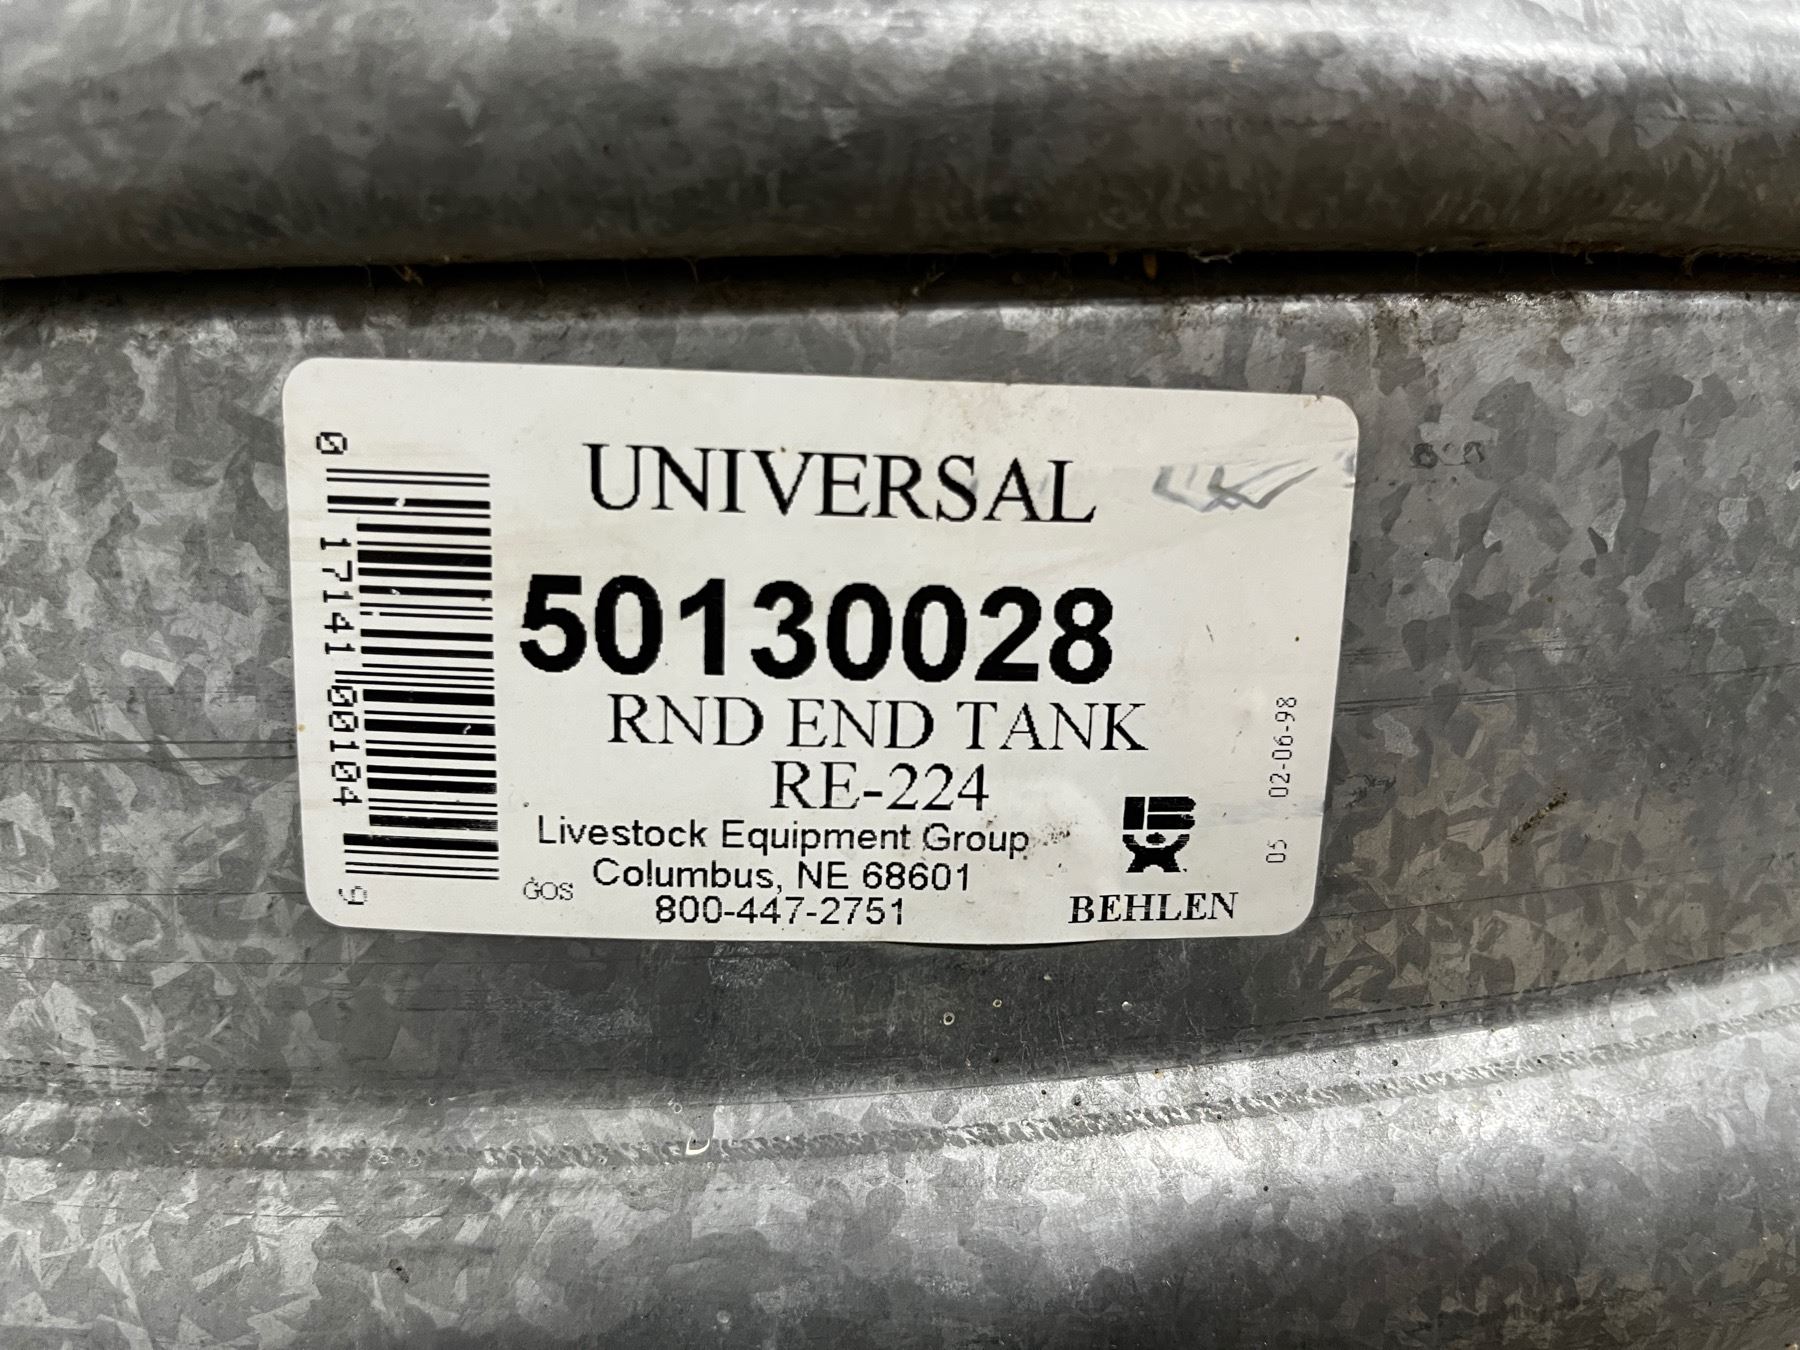 UNIVERSAL
50130028
RND END TANK
RE-224
Livestock Equipment Group
Columbus, NE 68601
800-447-2751
GOS
BEHLEN
05 02-06-98
0 17141 00104 6